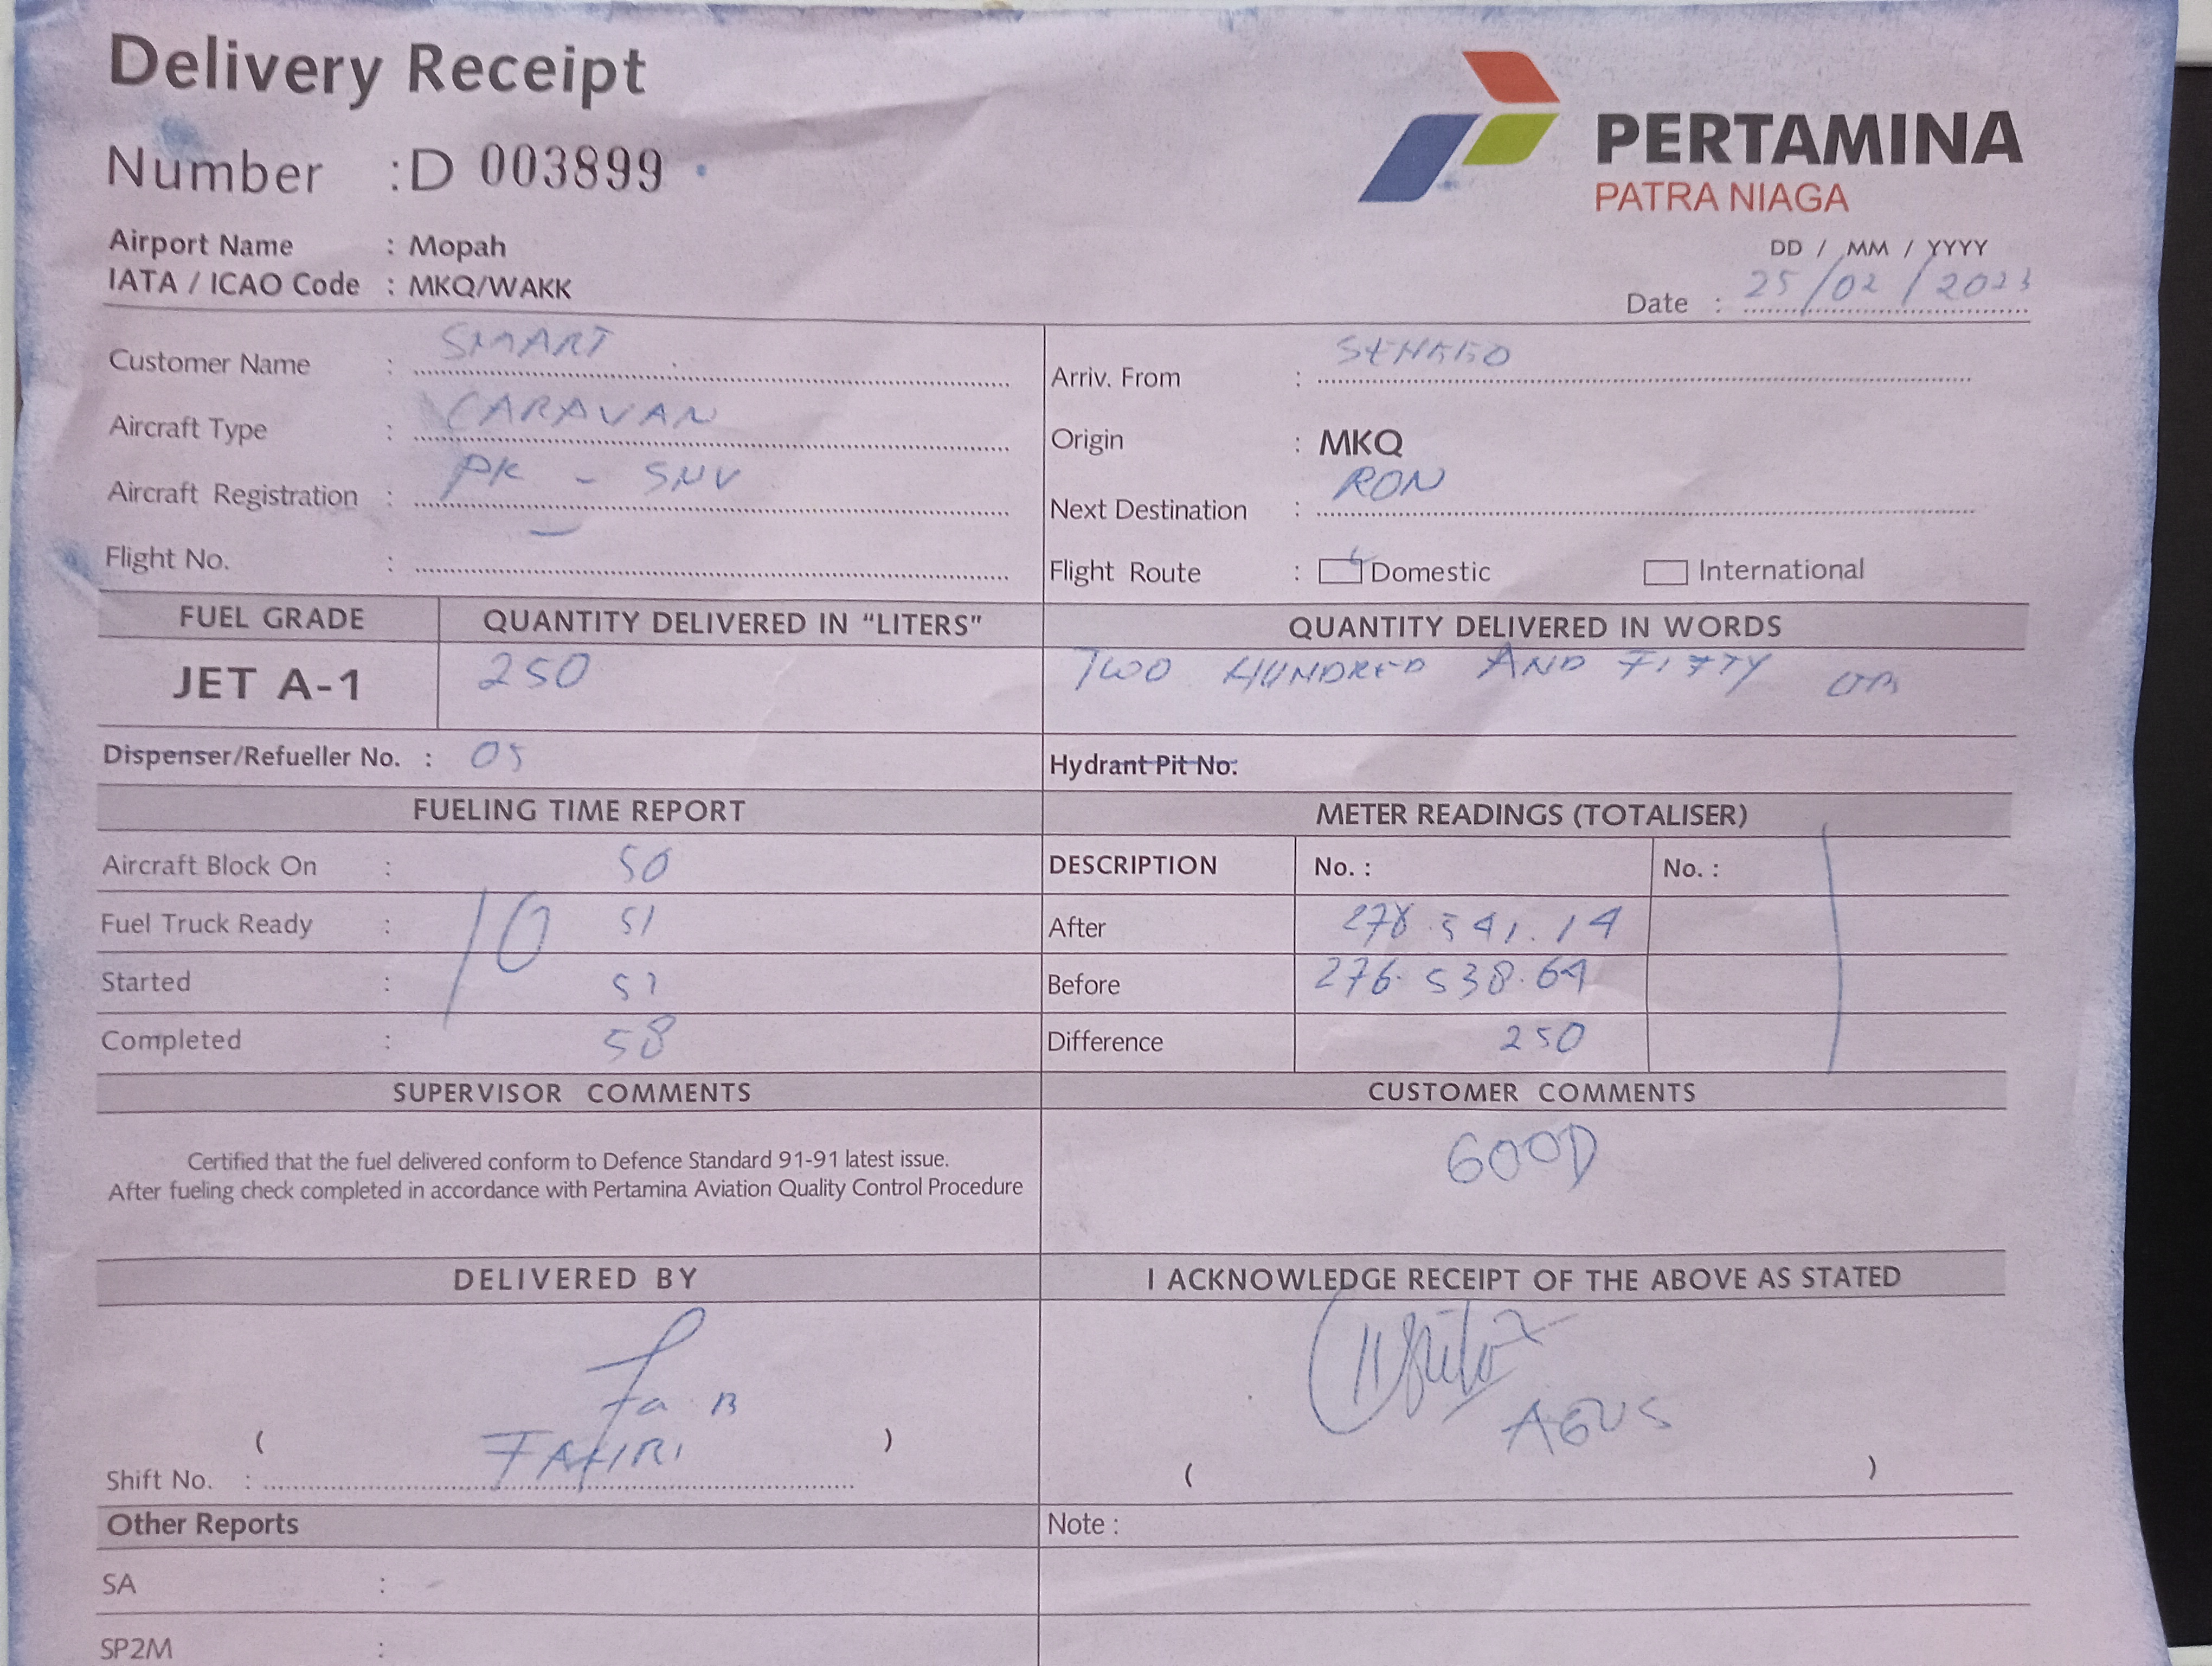 Delivery Receipt
Number : D 003899
PERTAMINA
PATRA NIAGA
Airport Name : Mopah
IATA / ICAO Code : MKQ/WAKK
DD / MM / YYYY
Date : 25/02/2023
Customer Name : SMART
Aircraft Type : CARAVAN
Aircraft Registration : PK - SNV
Flight No. :
Arriv. From :
Origin : MKQ
Next Destination : RON
Flight Route : Domestic International
FUEL GRADE QUANTITY DELIVERED IN "LITERS" QUANTITY DELIVERED IN WORDS
JET A-1 250 TWO HUNDRED AND FIFTY
Dispenser/Refueller No. : 05 Hydrant Pit No:
FUELING TIME REPORT METER READINGS (TOTALISER)
Aircraft Block On : 50 DESCRIPTION No. : No. :
Fuel Truck Ready : 10 51 After 276.541.14
Started : 51 Before 276.538.64
Completed : 58 Difference 250
SUPERVISOR COMMENTS CUSTOMER COMMENTS
Certified that the fuel delivered conform to Defence Standard 91-91 latest issue.
After fueling check completed in accordance with Pertamina Aviation Quality Control Procedure
GOOD
DELIVERED BY I ACKNOWLEDGE RECEIPT OF THE ABOVE AS STATED
AGUS
( ) ( )
Shift No. :
Other Reports Note :
SA : -
SP2M :